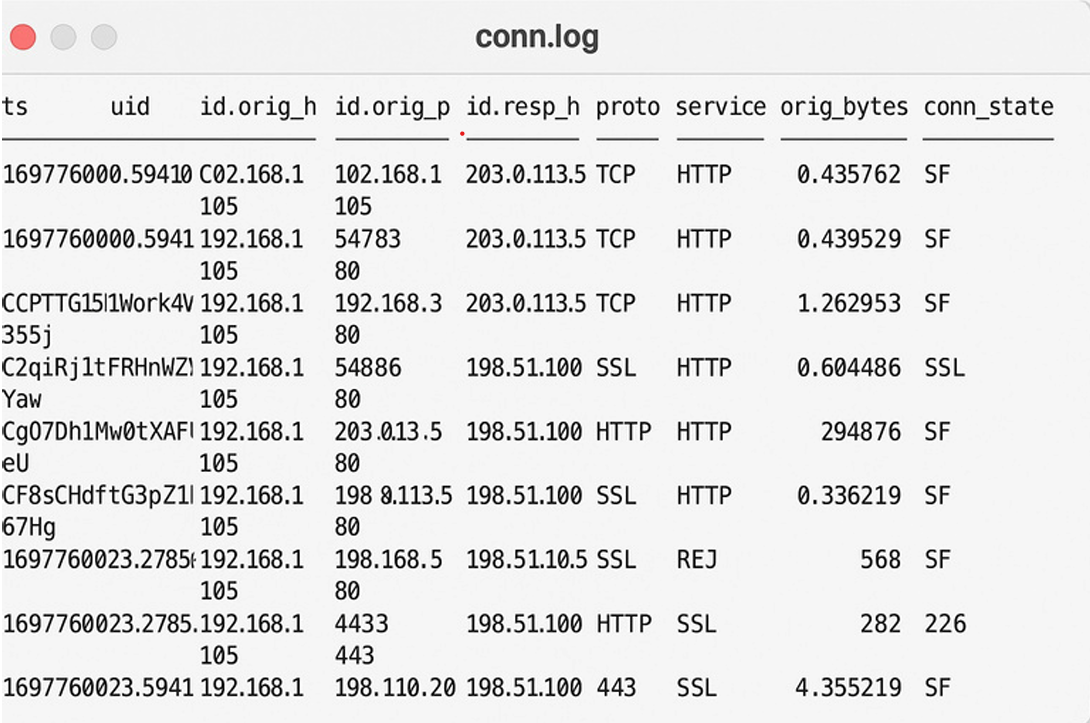 conn.log
ts uid id.orig_h id.orig_p id.resp_h proto service orig_bytes conn_state
169776000.59410 C02.168.1 102.168.1 203.0.113.5 TCP HTTP 0.435762 SF
105 105
1697760000.5941 192.168.1 54783 203.0.113.5 TCP HTTP 0.439529 SF
105 80
192.168.1 192.168.3 203.0.113.5 TCP HTTP 1.262953 SF
355j 105 80
192.168.1 54886 198.51.100 SSL HTTP 0.604486 SSL
Yaw 105 80
192.168.1 203.0.13.5 198.51.100 HTTP HTTP 294876 SF
eU 105 80
192.168.1 198 198.51.100 SSL HTTP 0.336219 SF
67Hg 105 80
1697760023.2785 192.168.1 198.168.5 198.51.10.5 SSL REJ 568 SF
105 80
1697760023.2785. 192.168.1 4433 198.51.100 HTTP SSL 282 226
105 443
1697760023.5941 192.168.1 198.110.20 198.51.100 443 SSL 4.355219 SF